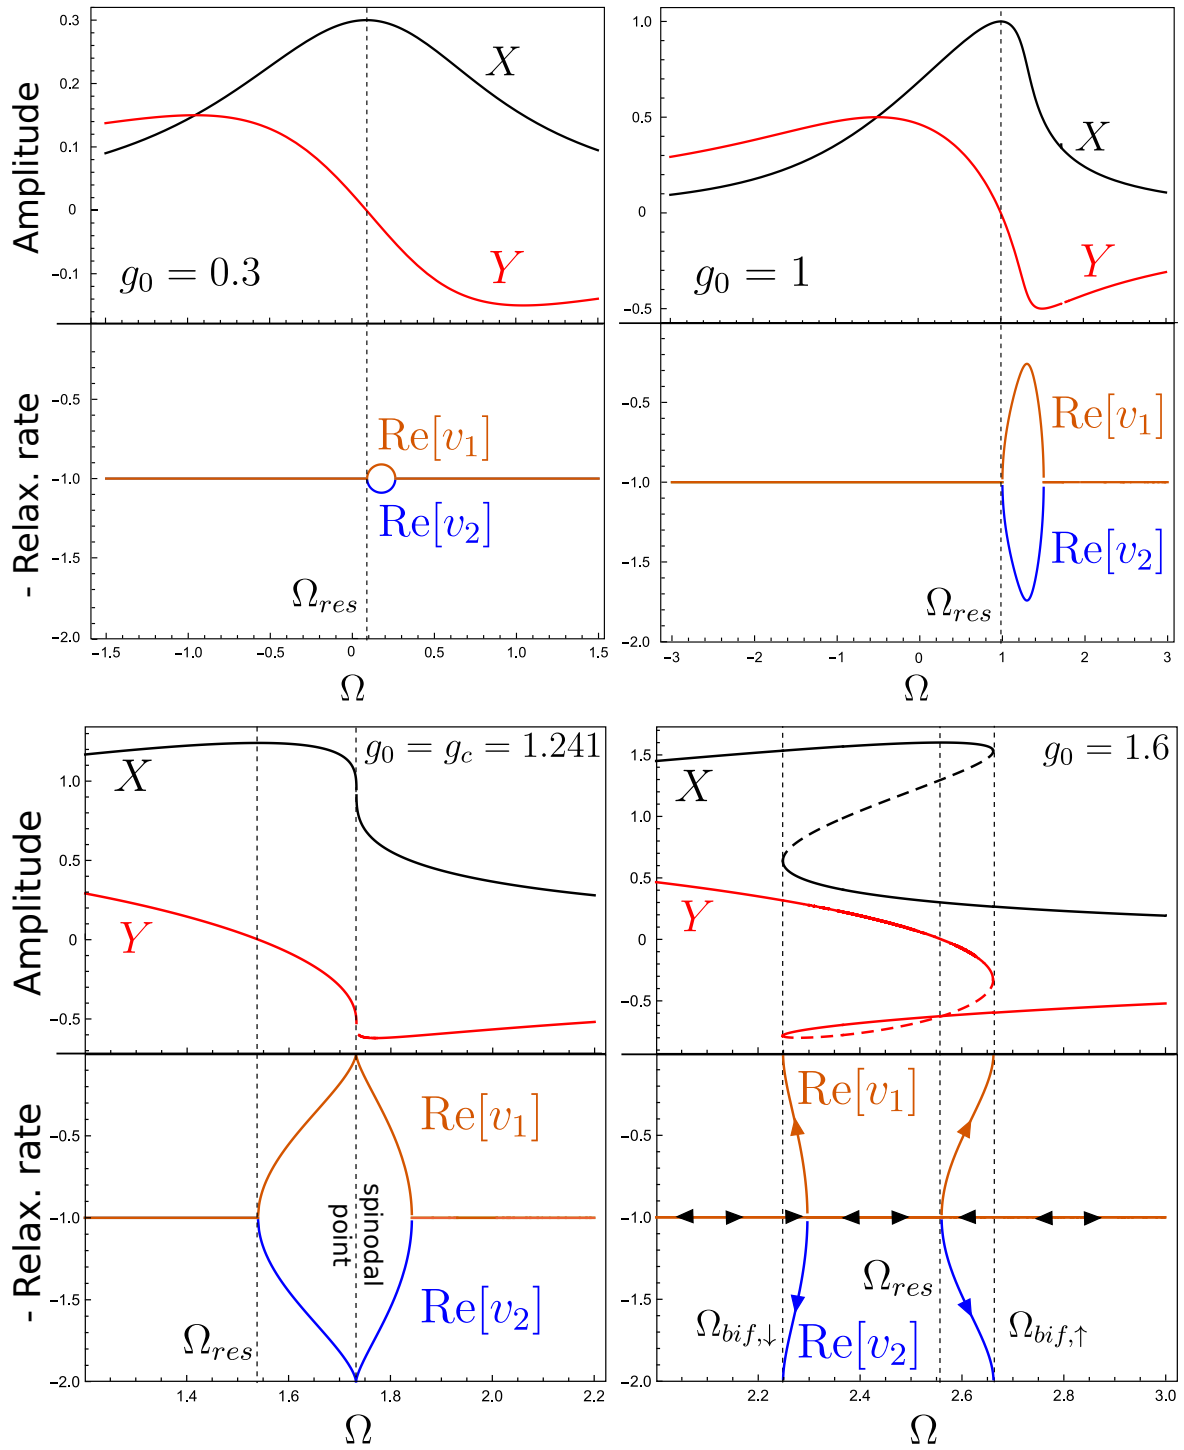 Amplitude
0.3
0.2
0.1
0
−0.1
X
Y
g0 = 0.3
1.0
0.5
0
−0.5
X
Y
g0 = 1
- Relax. rate
−0.5
−1.0
−1.5
−2.0
Re[v1]
Re[v2]
Ωres
−1.5 −1.0 −0.5 0 0.5 1.0 1.5
Ω
−0.5
−1.0
−1.5
−2.0
Re[v1]
Re[v2]
Ωres
−3 −2 −1 0 1 2 3
Ω
Amplitude
1.0
0.5
0
−0.5
X
Y
g0 = gc = 1.241
1.5
1.0
0.5
0
−0.5
X
Y
g0 = 1.6
- Relax. rate
−0.5
−1.0
−1.5
−2.0
Re[v1]
Re[v2]
spinodal
point
Ωres
1.4 1.6 1.8 2.0 2.2
Ω
−0.5
−1.0
−1.5
−2.0
Re[v1]
Re[v2]
Ωres
Ωbif,↓
Ωbif,↑
2.2 2.4 2.6 2.8 3.0
Ω